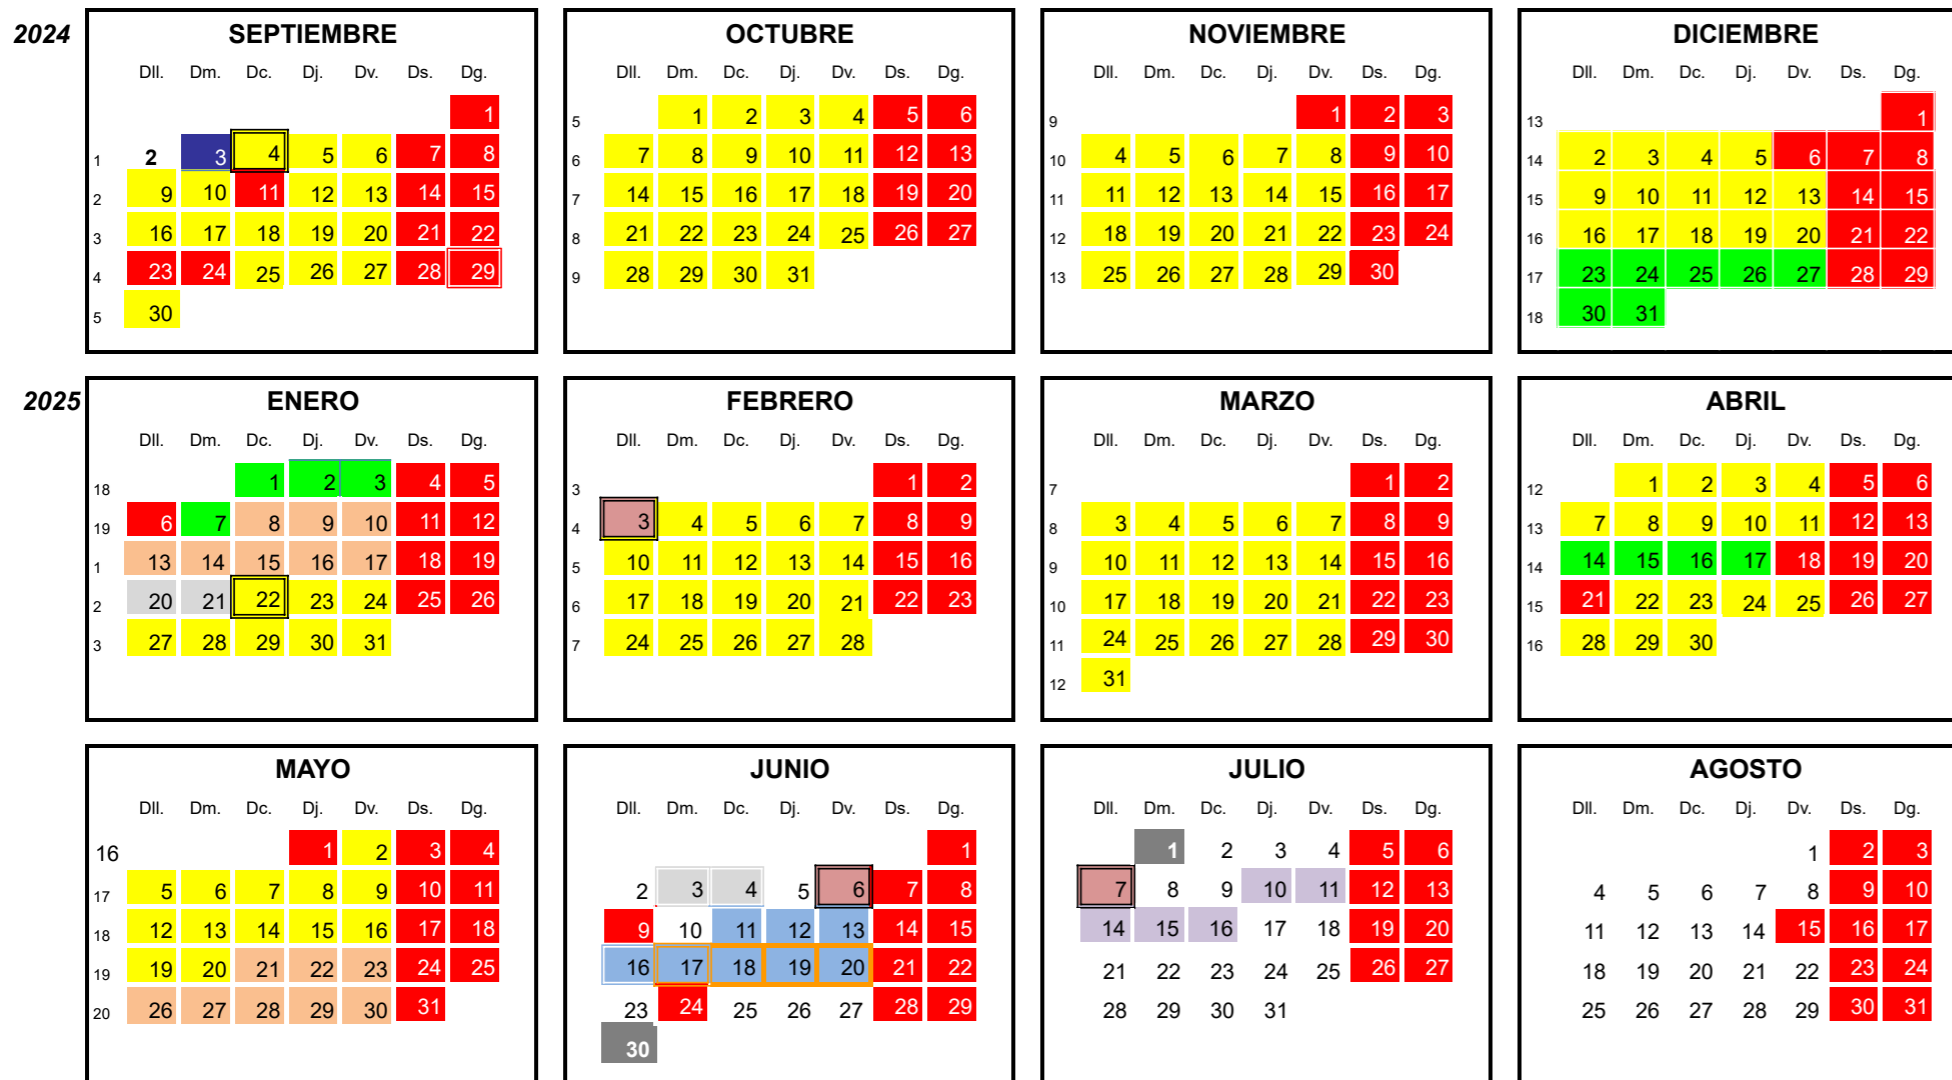 2024
SEPTIEMBRE
Dll. Dm. Dc. Dj. Dv. Ds. Dg.
1
1 2 3 4 5 6 7 8
2 9 10 11 12 13 14 15
3 16 17 18 19 20 21 22
4 23 24 25 26 27 28 29
5 30
OCTUBRE
Dll. Dm. Dc. Dj. Dv. Ds. Dg.
5 1 2 3 4 5 6
6 7 8 9 10 11 12 13
7 14 15 16 17 18 19 20
8 21 22 23 24 25 26 27
9 28 29 30 31
NOVIEMBRE
Dll. Dm. Dc. Dj. Dv. Ds. Dg.
9 1 2 3
10 4 5 6 7 8 9 10
11 11 12 13 14 15 16 17
12 18 19 20 21 22 23 24
13 25 26 27 28 29 30
DICIEMBRE
Dll. Dm. Dc. Dj. Dv. Ds. Dg.
13 1
14 2 3 4 5 6 7 8
15 9 10 11 12 13 14 15
16 16 17 18 19 20 21 22
17 23 24 25 26 27 28 29
18 30 31
2025
ENERO
Dll. Dm. Dc. Dj. Dv. Ds. Dg.
18 1 2 3 4 5
19 6 7 8 9 10 11 12
1 13 14 15 16 17 18 19
2 20 21 22 23 24 25 26
3 27 28 29 30 31
FEBRERO
Dll. Dm. Dc. Dj. Dv. Ds. Dg.
3 1 2
4 3 4 5 6 7 8 9
5 10 11 12 13 14 15 16
6 17 18 19 20 21 22 23
7 24 25 26 27 28
MARZO
Dll. Dm. Dc. Dj. Dv. Ds. Dg.
7 1 2
8 3 4 5 6 7 8 9
9 10 11 12 13 14 15 16
10 17 18 19 20 21 22 23
11 24 25 26 27 28 29 30
12 31
ABRIL
Dll. Dm. Dc. Dj. Dv. Ds. Dg.
12 1 2 3 4 5 6
13 7 8 9 10 11 12 13
14 14 15 16 17 18 19 20
15 21 22 23 24 25 26 27
16 28 29 30
MAYO
Dll. Dm. Dc. Dj. Dv. Ds. Dg.
16 1 2 3 4
17 5 6 7 8 9 10 11
18 12 13 14 15 16 17 18
19 19 20 21 22 23 24 25
20 26 27 28 29 30 31
JUNIO
Dll. Dm. Dc. Dj. Dv. Ds. Dg.
1
2 3 4 5 6 7 8
9 10 11 12 13 14 15
16 17 18 19 20 21 22
23 24 25 26 27 28 29
30
JULIO
Dll. Dm. Dc. Dj. Dv. Ds. Dg.
1 2 3 4 5 6
7 8 9 10 11 12 13
14 15 16 17 18 19 20
21 22 23 24 25 26 27
28 29 30 31
AGOSTO
Dll. Dm. Dc. Dj. Dv. Ds. Dg.
1 2 3
4 5 6 7 8 9 10
11 12 13 14 15 16 17
18 19 20 21 22 23 24
25 26 27 28 29 30 31